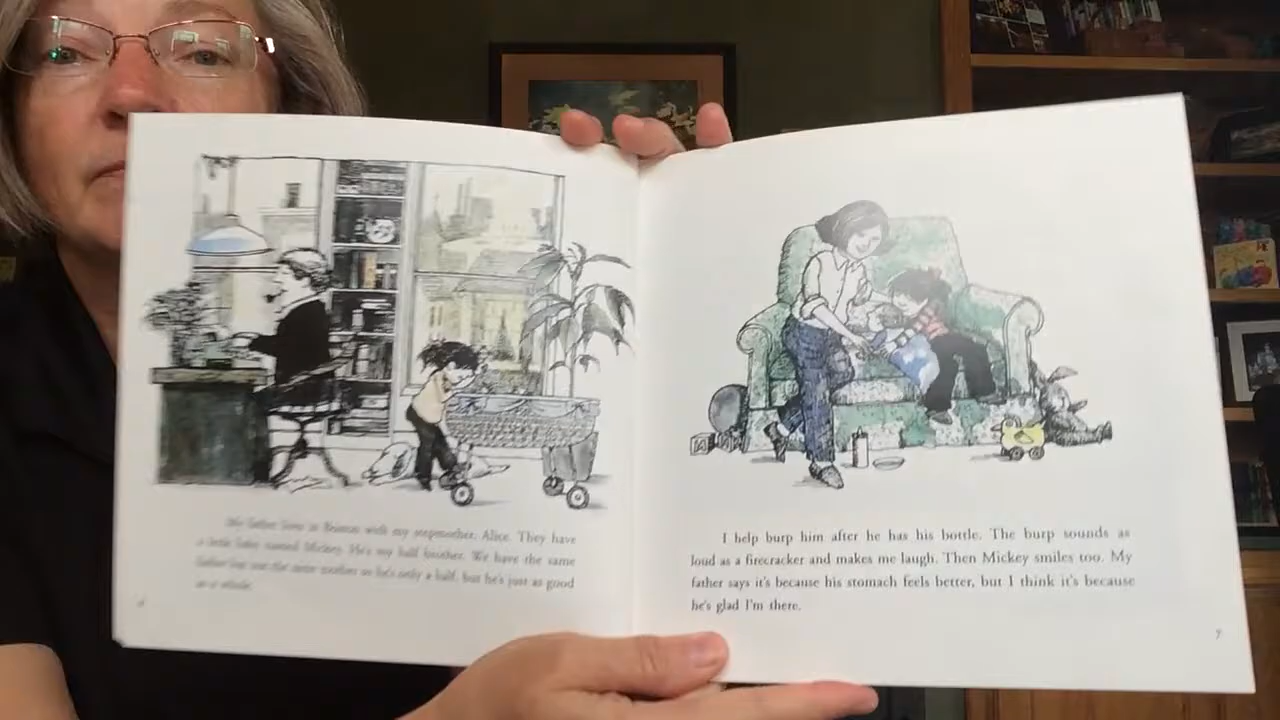 My father lives in Boston with my stepmother, Alice. They have
a little baby named Mickey. He's my half brother. We have the same
father but not the same mother so he's only a half, but he's just as good
as a whole.
6
I help burp him after he has his bottle. The burp sounds as
loud as a firecracker and makes me laugh. Then Mickey smiles too. My
father says it's because his stomach feels better, but I think it's because
he's glad I'm there.
7